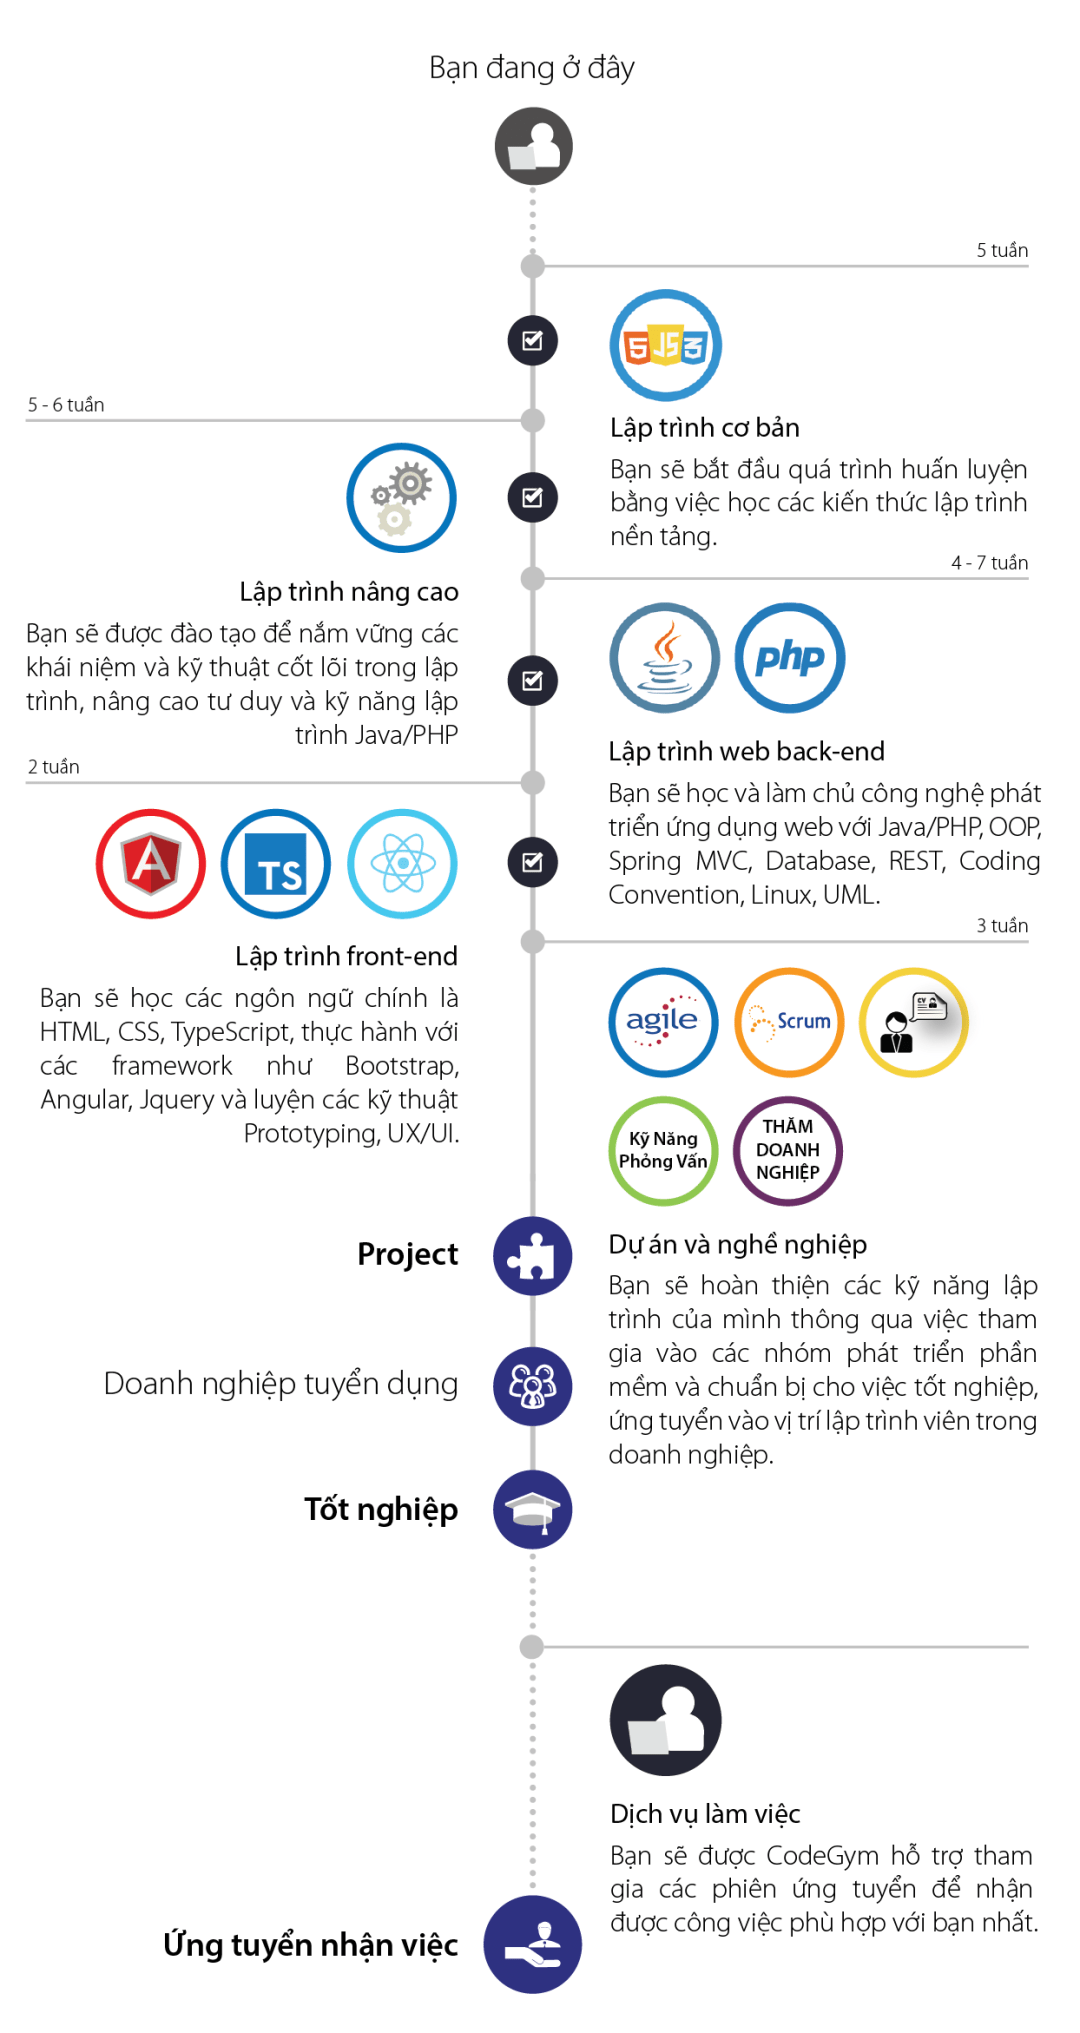 Bạn đang ở đây
5 tuần
5 JS 3
Lập trình cơ bản
Bạn sẽ bắt đầu quá trình huấn luyện
bằng việc học các kiến thức lập trình
nền tảng.
5 - 6 tuần
Lập trình nâng cao
Bạn sẽ được đào tạo để nắm vững các
khái niệm và kỹ thuật cốt lõi trong lập
trình, nâng cao tư duy và kỹ năng lập
trình Java/PHP
4 - 7 tuần
php
Lập trình web back-end
Bạn sẽ học và làm chủ công nghệ phát
triển ứng dụng web với Java/PHP, OOP,
Spring MVC, Database, REST, Coding
Convention, Linux, UML.
2 tuần
A
TS
Lập trình front-end
Bạn sẽ học các ngôn ngữ chính là
HTML, CSS, TypeScript, thực hành với
các framework như Bootstrap,
Angular, Jquery và luyện các kỹ thuật
Prototyping, UX/UI.
3 tuần
agile
Scrum
CV
Kỹ Năng
Phỏng Vấn
THĂM
DOANH
NGHIỆP
Dự án và nghề nghiệp
Bạn sẽ hoàn thiện các kỹ năng lập
trình của mình thông qua việc tham
gia vào các nhóm phát triển phần
mềm và chuẩn bị cho việc tốt nghiệp,
ứng tuyển vào vị trí lập trình viên trong
doanh nghiệp.
Project
Doanh nghiệp tuyển dụng
Tốt nghiệp
Dịch vụ làm việc
Bạn sẽ được CodeGym hỗ trợ tham
gia các phiên ứng tuyển để nhận
được công việc phù hợp với bạn nhất.
Ứng tuyển nhận việc